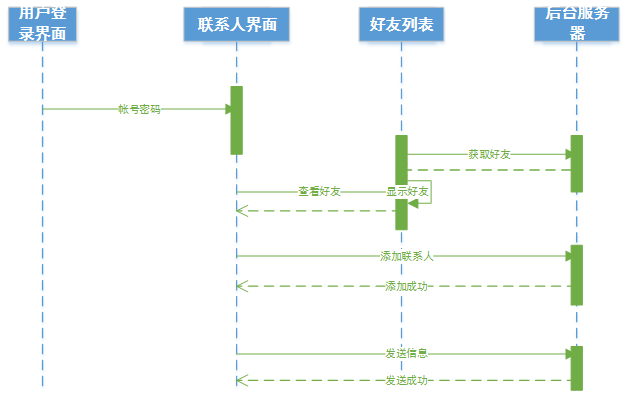 用户登
录界面
联系人界面
好友列表
后台服务
器
帐号密码
获取好友
查看好友
显示好友
添加联系人
添加成功
发送信息
发送成功